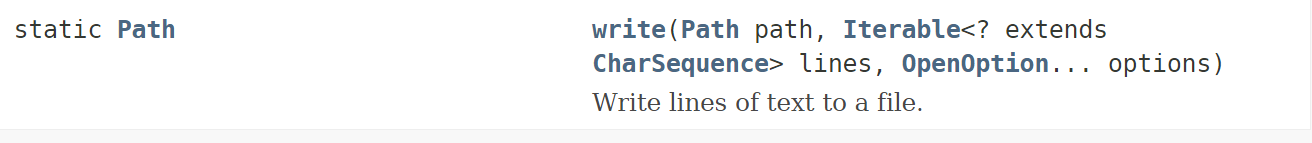 static Path
write(Path path, Iterable<? extends
CharSequence> lines, OpenOption... options)
Write lines of text to a file.